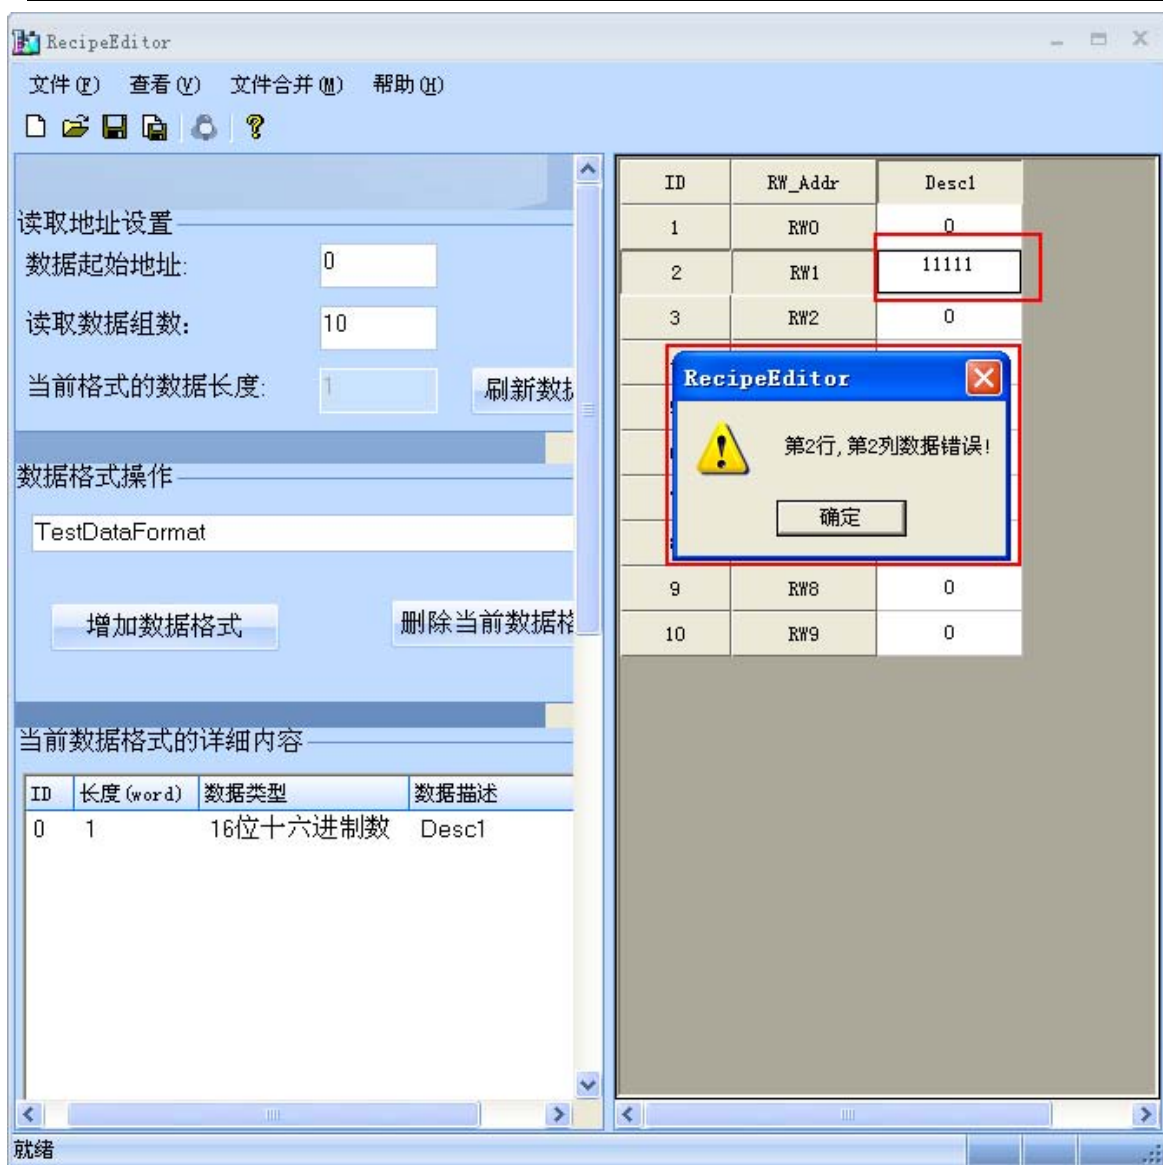 RecipeEditor
文件(F) 查看(V) 文件合并(M) 帮助(H)
读取地址设置
数据起始地址: 0
读取数据组数: 10
当前格式的数据长度: 1 刷新数据
数据格式操作
TestDataFormat
增加数据格式 删除当前数据格
当前数据格式的详细内容
ID 长度(word) 数据类型 数据描述
0 1 16位十六进制数 Desc1
ID RW_Addr Desc1
1 RW0 0
2 RW1 11111
3 RW2 0
RecipeEditor
第2行,第2列数据错误!
确定
9 RW8 0
10 RW9 0
就绪